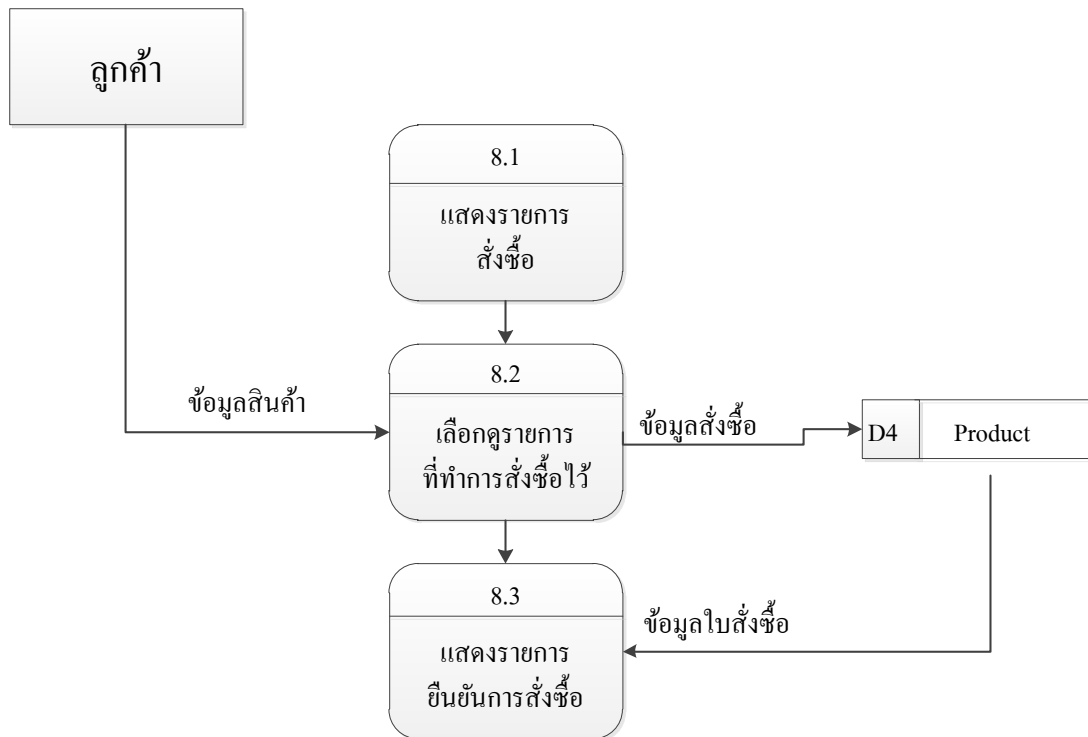 ลูกค้า
8.1
แสดงรายการ
สั่งซื้อ
8.2
เลือกดูรายการ
ที่ทำการสั่งซื้อไว้
ข้อมูลสินค้า
ข้อมูลสั่งซื้อ
D4 Product
8.3
แสดงรายการ
ยืนยันการสั่งซื้อ
ข้อมูลใบสั่งซื้อ